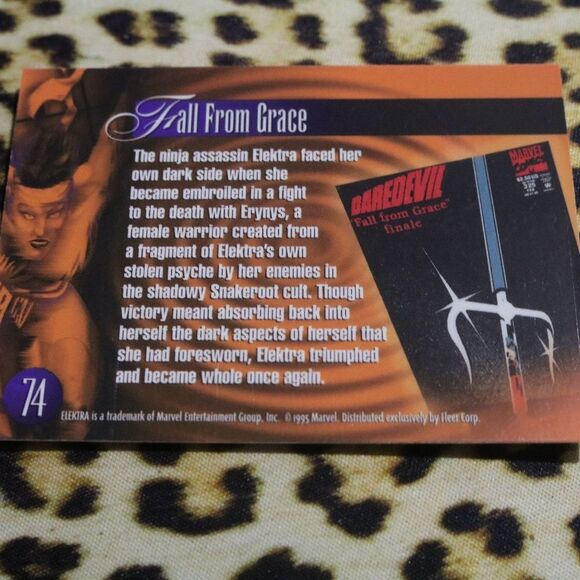 Fall From Grace
The ninja assassin Elektra faced her
own dark side when she
became embroiled in a fight
to the death with Erynys, a
female warrior created from
a fragment of Elektra's own
stolen psyche by her enemies in
the shadowy Snakeroot cult. Though
victory meant absorbing back into
herself the dark aspects of herself that
she had foresworn, Elektra triumphed
and became whole once again.
MARVEL
DAREDEVIL
"Fall from Grace"
finale
74
ELEKTRA is a trademark of Marvel Entertainment Group, Inc. ©1995 Marvel. Distributed exclusively by Fleer Corp.